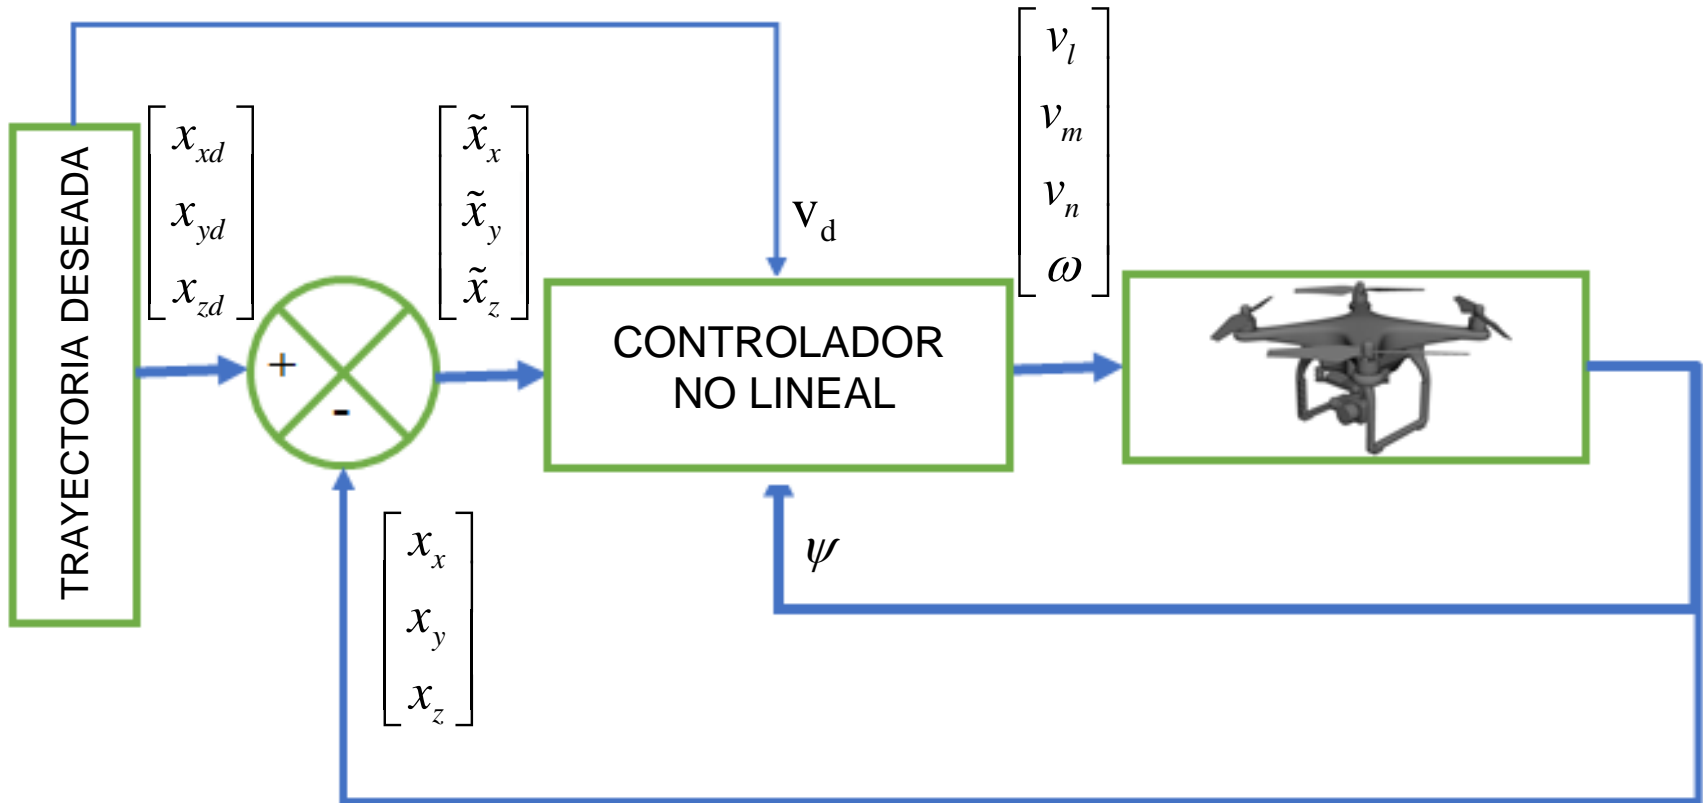 TRAYECTORIA DESEADA
x_xd
x_yd
x_zd
+
-
x̃_x
x̃_y
x̃_z
v_d
CONTROLADOR
NO LINEAL
v_l
v_m
v_n
ω
ψ
x_x
x_y
x_z